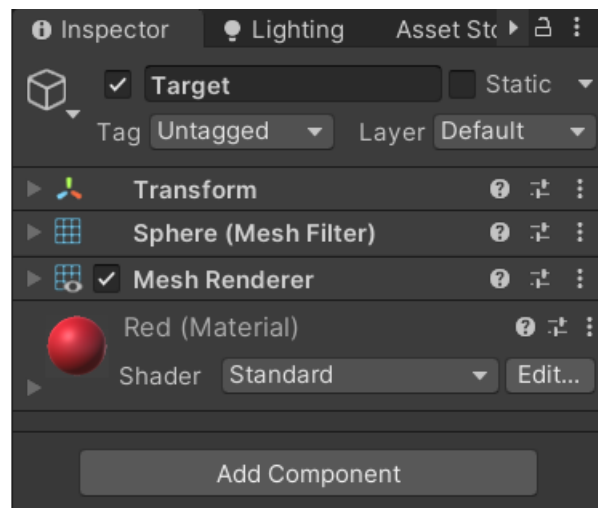 Inspector Lighting Asset Sto
Target Static
Tag Untagged Layer Default
Transform
Sphere (Mesh Filter)
Mesh Renderer
Red (Material)
Shader Standard Edit...
Add Component